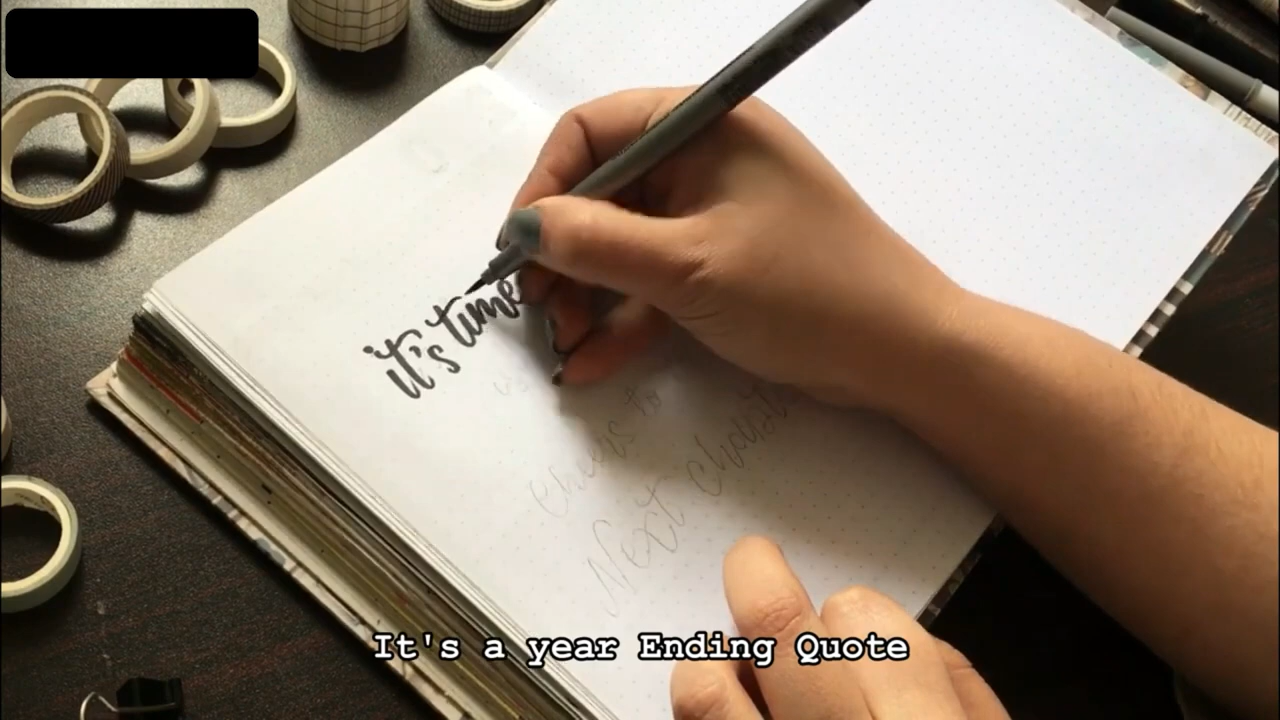 it's time
cheers to
Next chapter
It's a year Ending Quote